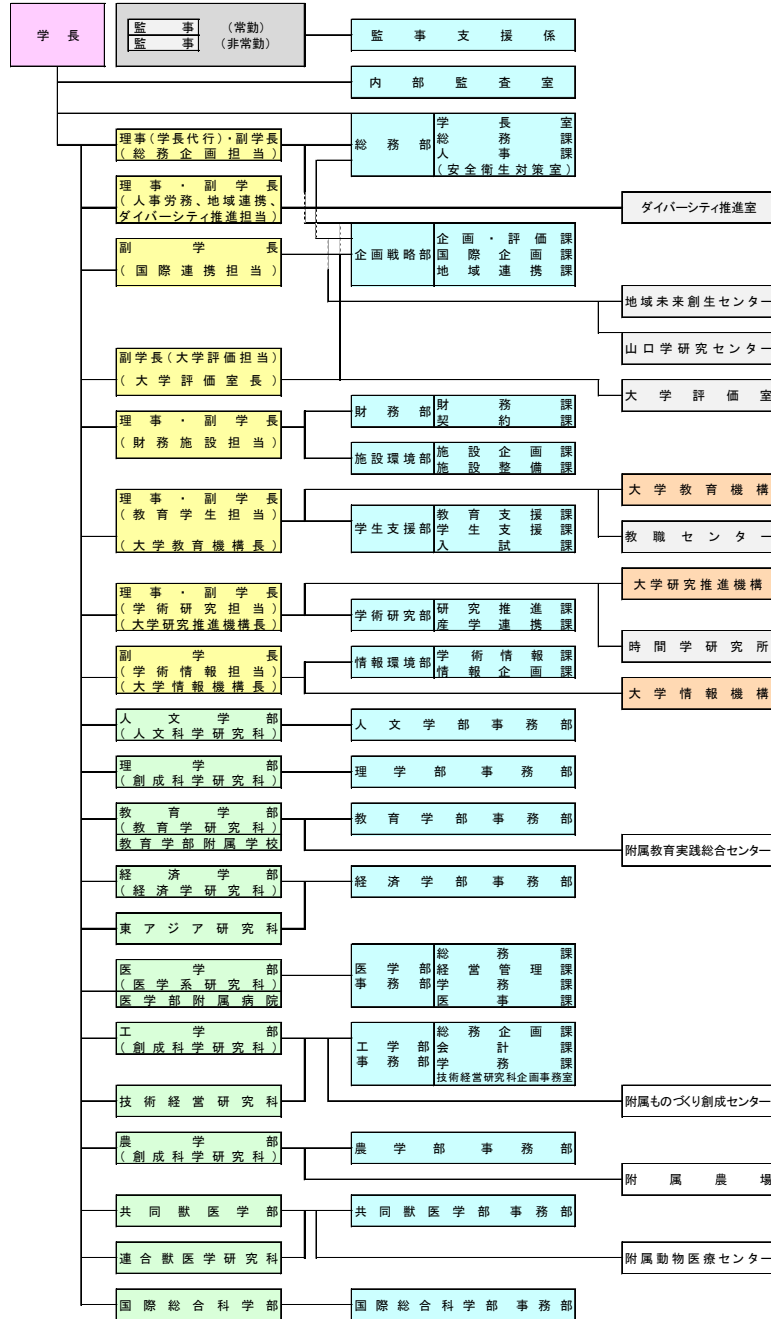 学長
監事（常勤）
監事（非常勤）
監事支援係
内部監査室
理事（学長代行）・副学長
（総務企画担当）
総務部
学長室
総務課
人事課
（安全衛生対策室）
理事・副学長
（人事労務、地域連携、
ダイバーシティ推進担当）
ダイバーシティ推進室
副学長
（国際連携担当）
企画戦略部
企画・評価課
国際企画課
地域連携課
地域未来創生センター
山口学研究センター
副学長（大学評価担当）
（大学評価室長）
大学評価室
理事・副学長
（財務施設担当）
財務部
財務課
契約課
施設環境部
施設企画課
施設整備課
理事・副学長
（教育学生担当）
（大学教育機構長）
学生支援部
教育支援課
学生支援課
入試課
大学教育機構
教職センター
理事・副学長
（学術研究担当）
（大学研究推進機構長）
学術研究部
研究推進課
産学連携課
大学研究推進機構
時間学研究所
副学長
（学術情報担当）
（大学情報機構長）
情報環境部
学術情報課
情報企画課
大学情報機構
人文学部
（人文科学研究科）
人文学部事務部
理学部
（創成科学研究科）
理学部事務部
教育学部
（教育学研究科）
教育学部附属学校
教育学部事務部
附属教育実践総合センター
経済学部
（経済学研究科）
経済学部事務部
東アジア研究科
医学部
（医学系研究科）
医学部附属病院
医学部
事務部
総務課
経営管理課
学務課
医事課
工学部
（創成科学研究科）
工学部
事務部
総務企画課
会計課
学務課
技術経営研究科企画事務室
技術経営研究科
附属ものづくり創成センター
農学部
（創成科学研究科）
農学部事務部
附属農場
共同獣医学部
共同獣医学部事務部
連合獣医学研究科
附属動物医療センター
国際総合科学部
国際総合科学部事務部